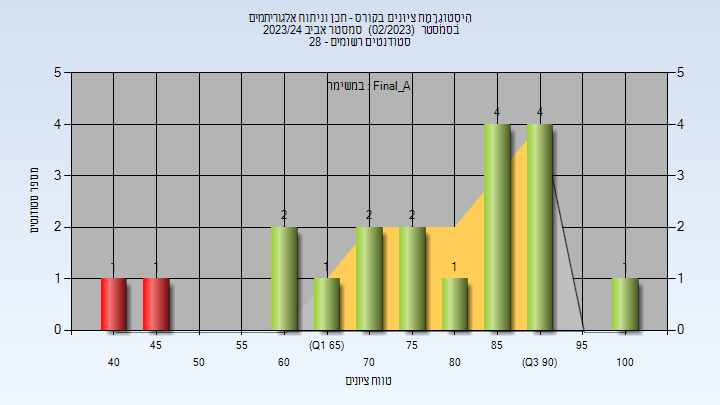 היסטוגרמת ציונים בקורס - תכן וניתוח אלגוריתמים
בסמסטר (02/2023) סמסטר אביב 2023/24
סטודנטים רשומים - 28
במשימה : Final_A
5 5
4 4 4 4
3 3
2 2 2 2 2
1 1 1 1 1 1 1
0 0
מספר סטודנטים
45 55 (Q1 65) 75 85 95
40 50 60 70 80 (Q3 90) 100
טווח ציונים